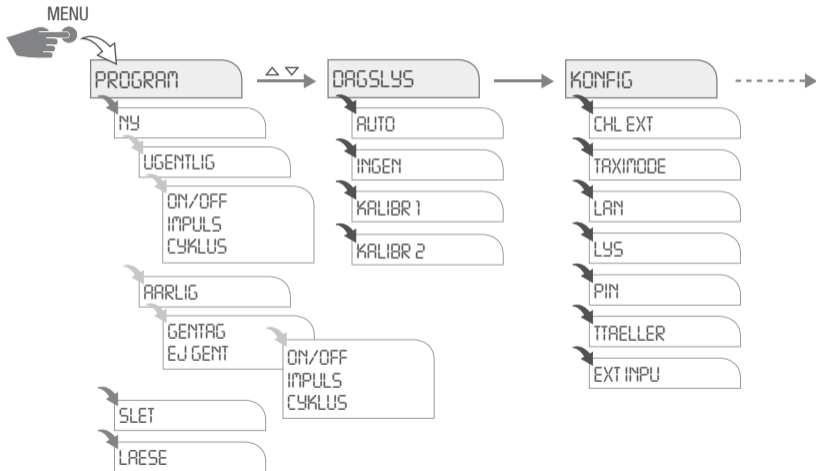 MENU
PROGRAM
NY
UGENTLIG
ON/OFF
IMPULS
CYKLUS
AARLIG
GENTAG
EJ GENT
ON/OFF
IMPULS
CYKLUS
SLET
LAESE
DAGSLYS
AUTO
INGEN
KALIBR 1
KALIBR 2
KONFIG
CHL EXT
TAXIMODE
LAN
LYS
PIN
TTAELLER
EXT INPU